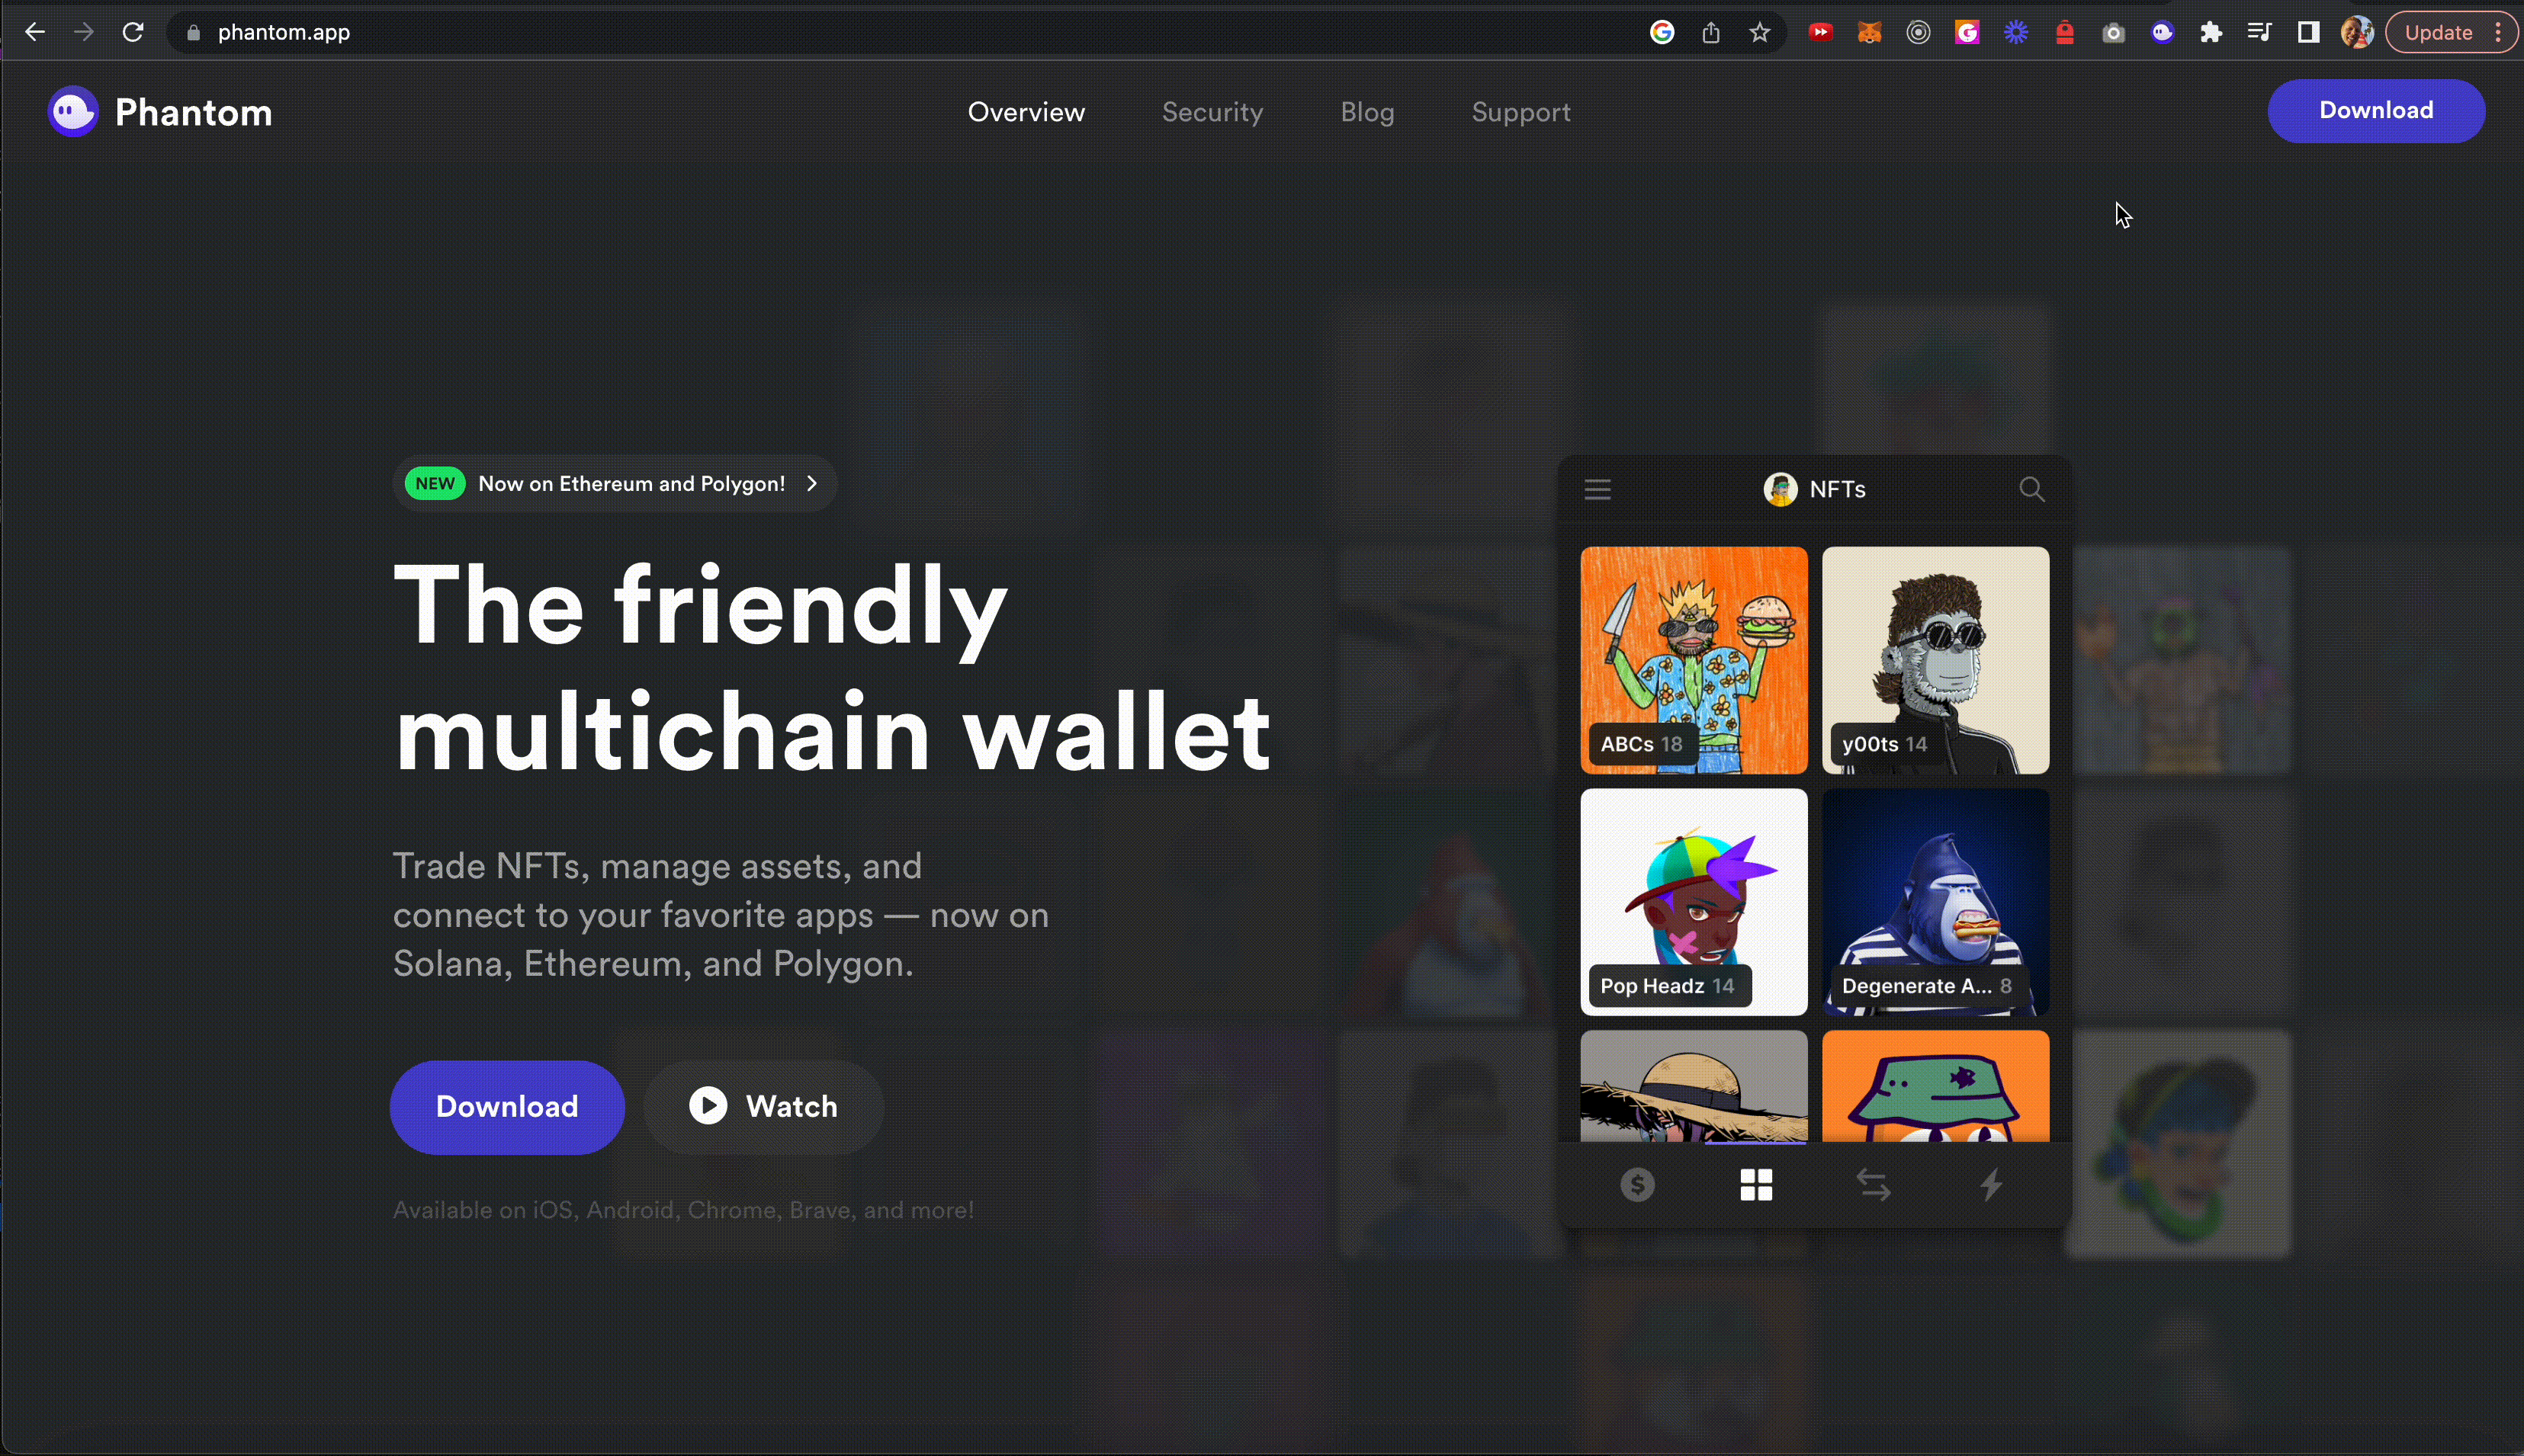 phantom.app
Update
Phantom
Overview
Security
Blog
Support
Download
NEW Now on Ethereum and Polygon!
The friendly
multichain wallet
Trade NFTs, manage assets, and
connect to your favorite apps — now on
Solana, Ethereum, and Polygon.
Download
Watch
Available on iOS, Android, Chrome, Brave, and more!
NFTs
ABCs 18
y00ts 14
Pop Headz 14
Degenerate A... 8